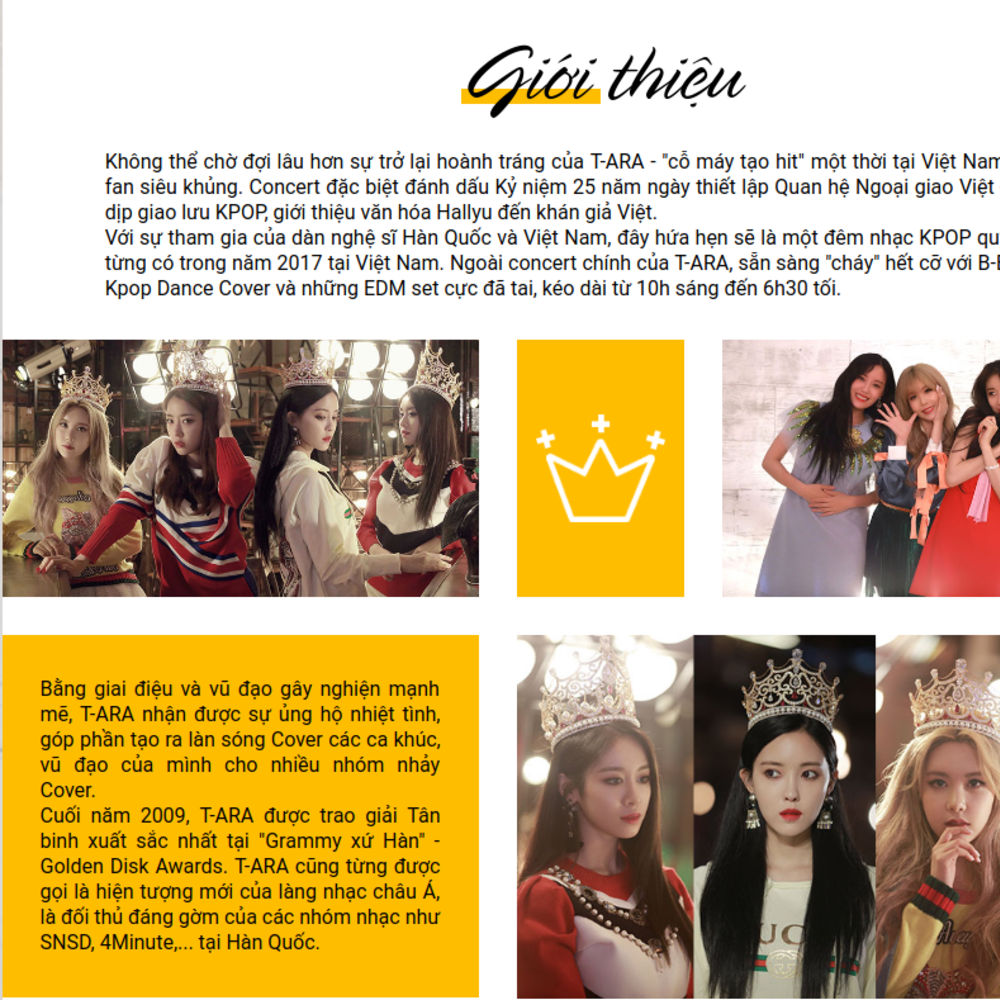 Giới thiệu
Không thể chờ đợi lâu hơn sự trở lại hoành tráng của T-ARA - "cỗ máy tạo hit" một thời tại Việt Nam
fan siêu khủng. Concert đặc biệt đánh dấu Kỷ niệm 25 năm ngày thiết lập Quan hệ Ngoại giao Việt
dịp giao lưu KPOP, giới thiệu văn hóa Hallyu đến khán giả Việt.
Với sự tham gia của dàn nghệ sĩ Hàn Quốc và Việt Nam, đây hứa hẹn sẽ là một đêm nhạc KPOP
từng có trong năm 2017 tại Việt Nam. Ngoài concert chính của T-ARA, sẵn sàng "cháy" hết cỡ với
Kpop Dance Cover và những EDM set cực đã tai, kéo dài từ 10h sáng đến 6h30 tối.
Bằng giai điệu và vũ đạo gây nghiện mạnh
mẽ, T-ARA nhận được sự ủng hộ nhiệt tình,
góp phần tạo ra làn sóng Cover các ca khúc,
vũ đạo của mình cho nhiều nhóm nhảy
Cover.
Cuối năm 2009, T-ARA được trao giải Tân
binh xuất sắc nhất tại "Grammy xứ Hàn" -
Golden Disk Awards. T-ARA cũng từng được
gọi là hiện tượng mới của làng nhạc châu Á,
là đối thủ đáng gờm của các nhóm nhạc như
SNSD, 4Minute,... tại Hàn Quốc.